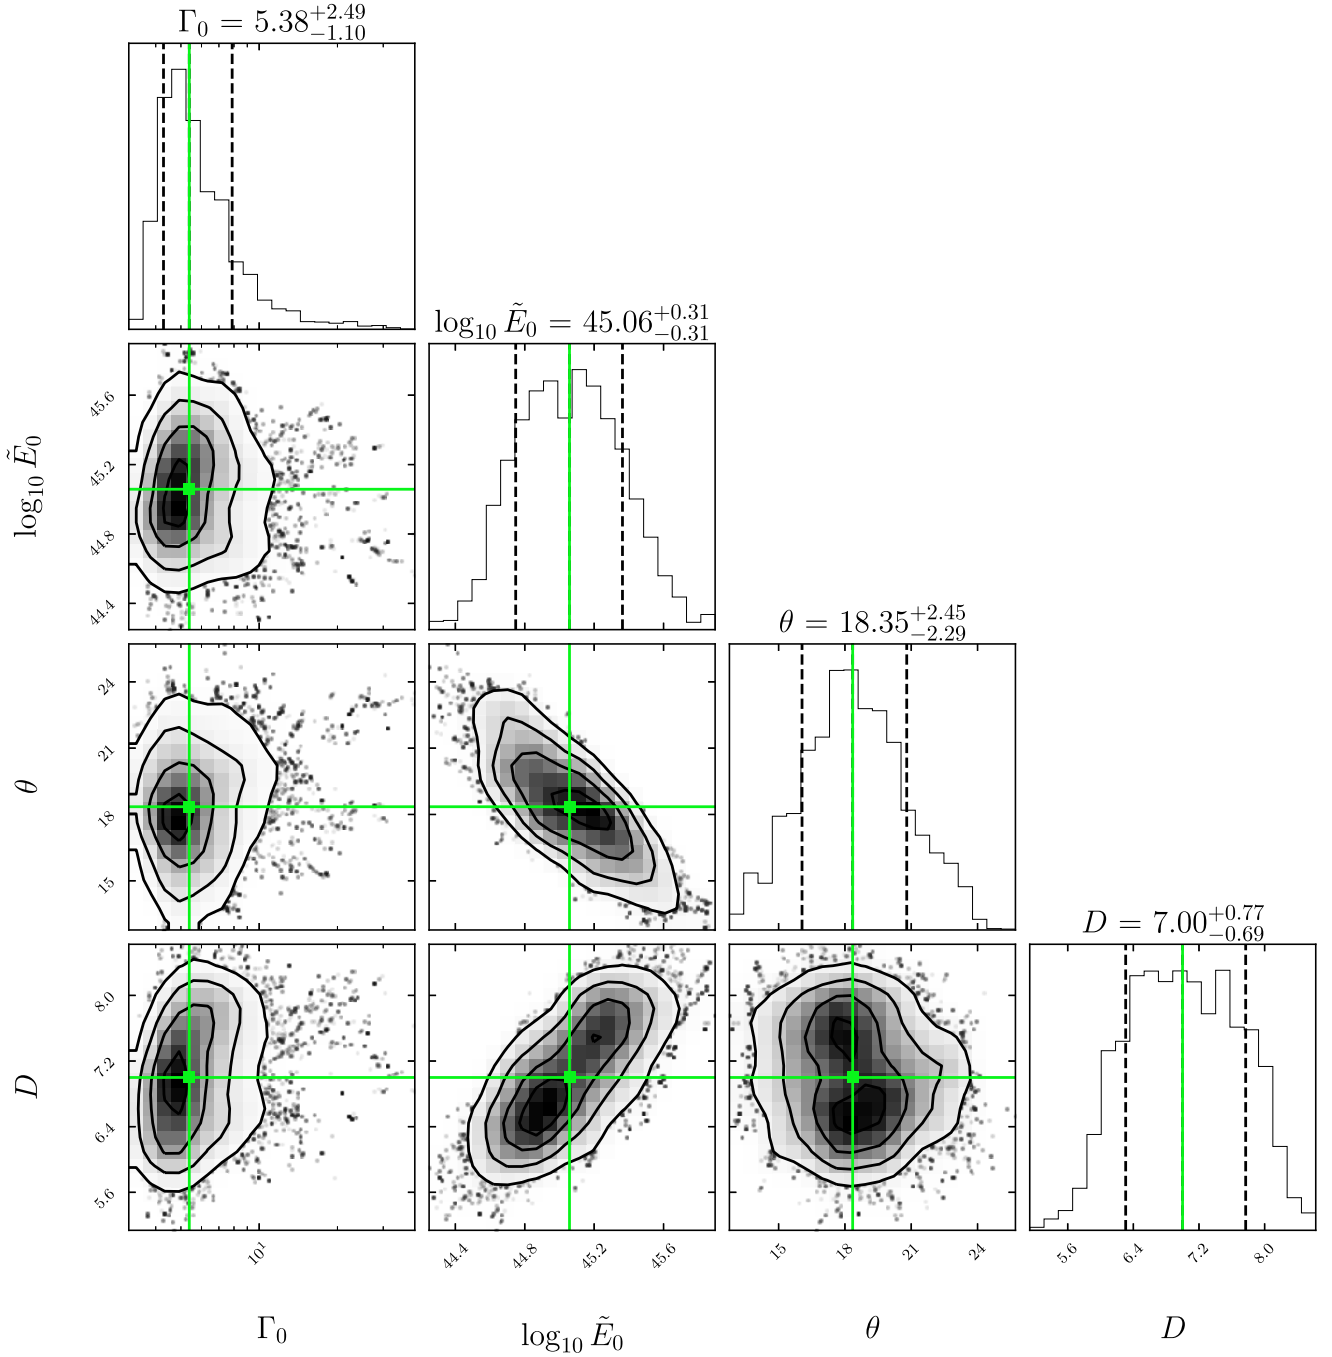 Γ₀ = 5.38⁺²·⁴⁹₋₁.₁₀
log₁₀ Ẽ₀ = 45.06⁺⁰·³¹₋₀.₃₁
45.6
45.2
44.8
44.4
log₁₀ Ẽ₀
θ = 18.35⁺²·⁴⁵₋₂.₂₉
24
21
18
15
θ
D = 7.00⁺⁰·⁷⁷₋₀.₆₉
8.0
7.2
6.4
5.6
D
10¹
44.4 44.8 45.2 45.6
15 18 21 24
5.6 6.4 7.2 8.0
Γ₀ log₁₀ Ẽ₀ θ D